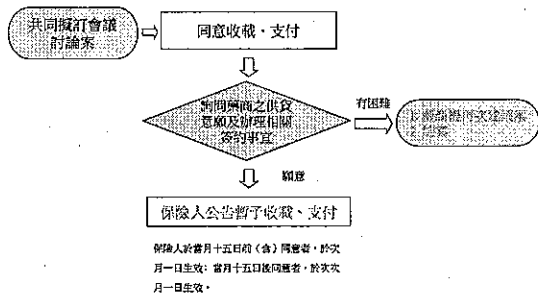 共同擬訂會議
討論案
同意收載、支付
詢問藥商之供貨
意願及辦理相關
簽約事宜
有困難
願意
保險人公告暫予收載、支付
保險人於當月十五日前（含）同意者，於次
月一日生效；當月十五日後同意者，於次次
月一日生效。